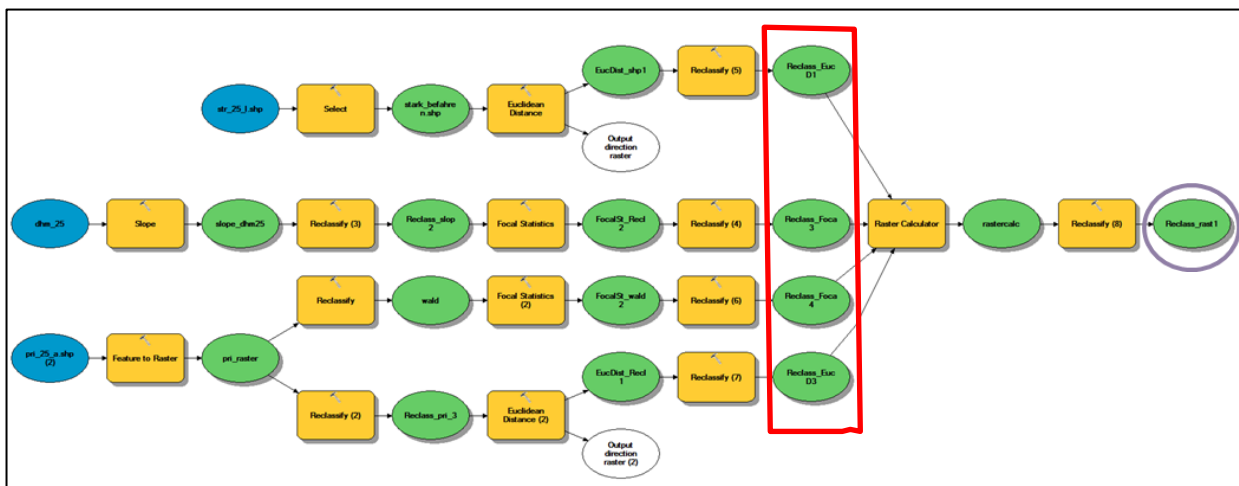 EucDist_shp1
Reclassify (5)
Reclass_Euc
D1
str_25_l.shp
Select
stark_befahre
n.shp
Euclidean
Distance
Output
direction
raster
dhm_25
Slope
slope_dhm25
Reclassify (3)
Reclass_slop
2
Focal Statistics
FocalSt_Recl
2
Reclassify (4)
Reclass_Foca
3
Raster Calculator
rastercalc
Reclassify (8)
Reclass_rast1
Reclassify
wald
Focal Statistics
(2)
FocalSt_wald
2
Reclassify (6)
Reclass_Foca
4
pri_25_a.shp
(2)
Feature to Raster
pri_raster
EucDist_Recl
1
Reclassify (7)
Reclass_Euc
D3
Reclassify (2)
Reclass_pri_3
Euclidean
Distance (2)
Output
direction
raster (2)